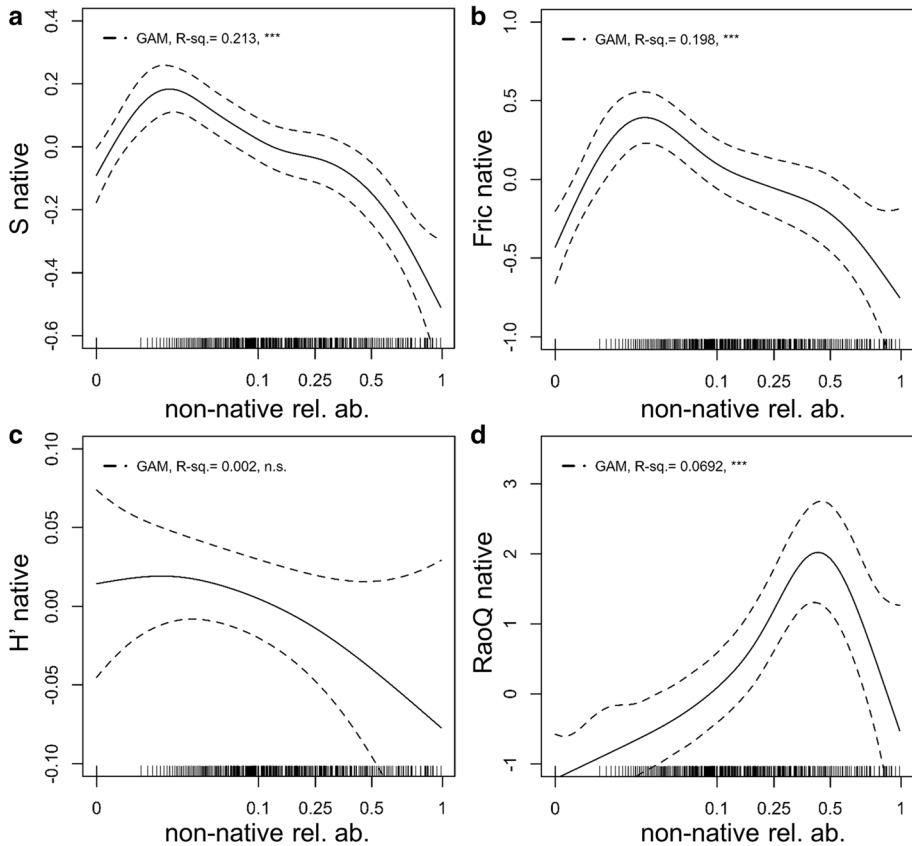 a
GAM, R-sq.= 0.213, ***
S native
0.4
0.2
0.0
-0.2
-0.4
-0.6
0 0.1 0.25 0.5 1
non-native rel. ab.
b
GAM, R-sq.= 0.198, ***
Fric native
1.0
0.5
0.0
-0.5
-1.0
0 0.1 0.25 0.5 1
non-native rel. ab.
c
GAM, R-sq.= 0.002, n.s.
H' native
0.10
0.05
0.00
-0.05
-0.10
0 0.1 0.25 0.5 1
non-native rel. ab.
d
GAM, R-sq.= 0.0692, ***
RaoQ native
3
2
1
0
-1
0 0.1 0.25 0.5 1
non-native rel. ab.